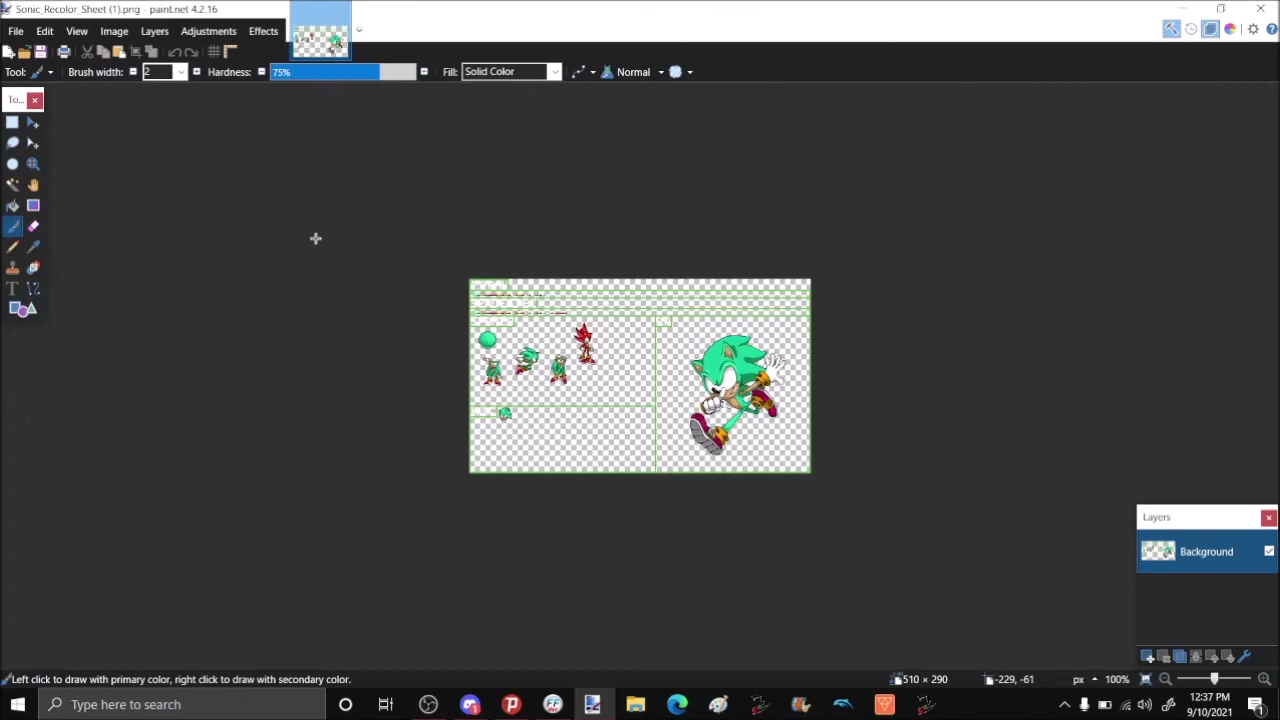 Sonic_Recolor_Sheet (1).png - paint.net 4.2.16
File Edit View Image Layers Adjustments Effects
Tool: Brush width: 2 Hardness: 75% Fill: Solid Color Normal
To...
Layers
Background
Left click to draw with primary color, right click to draw with secondary color.
510 × 290 -229, -61 px 100%
Type here to search
12:37 PM
9/10/2021